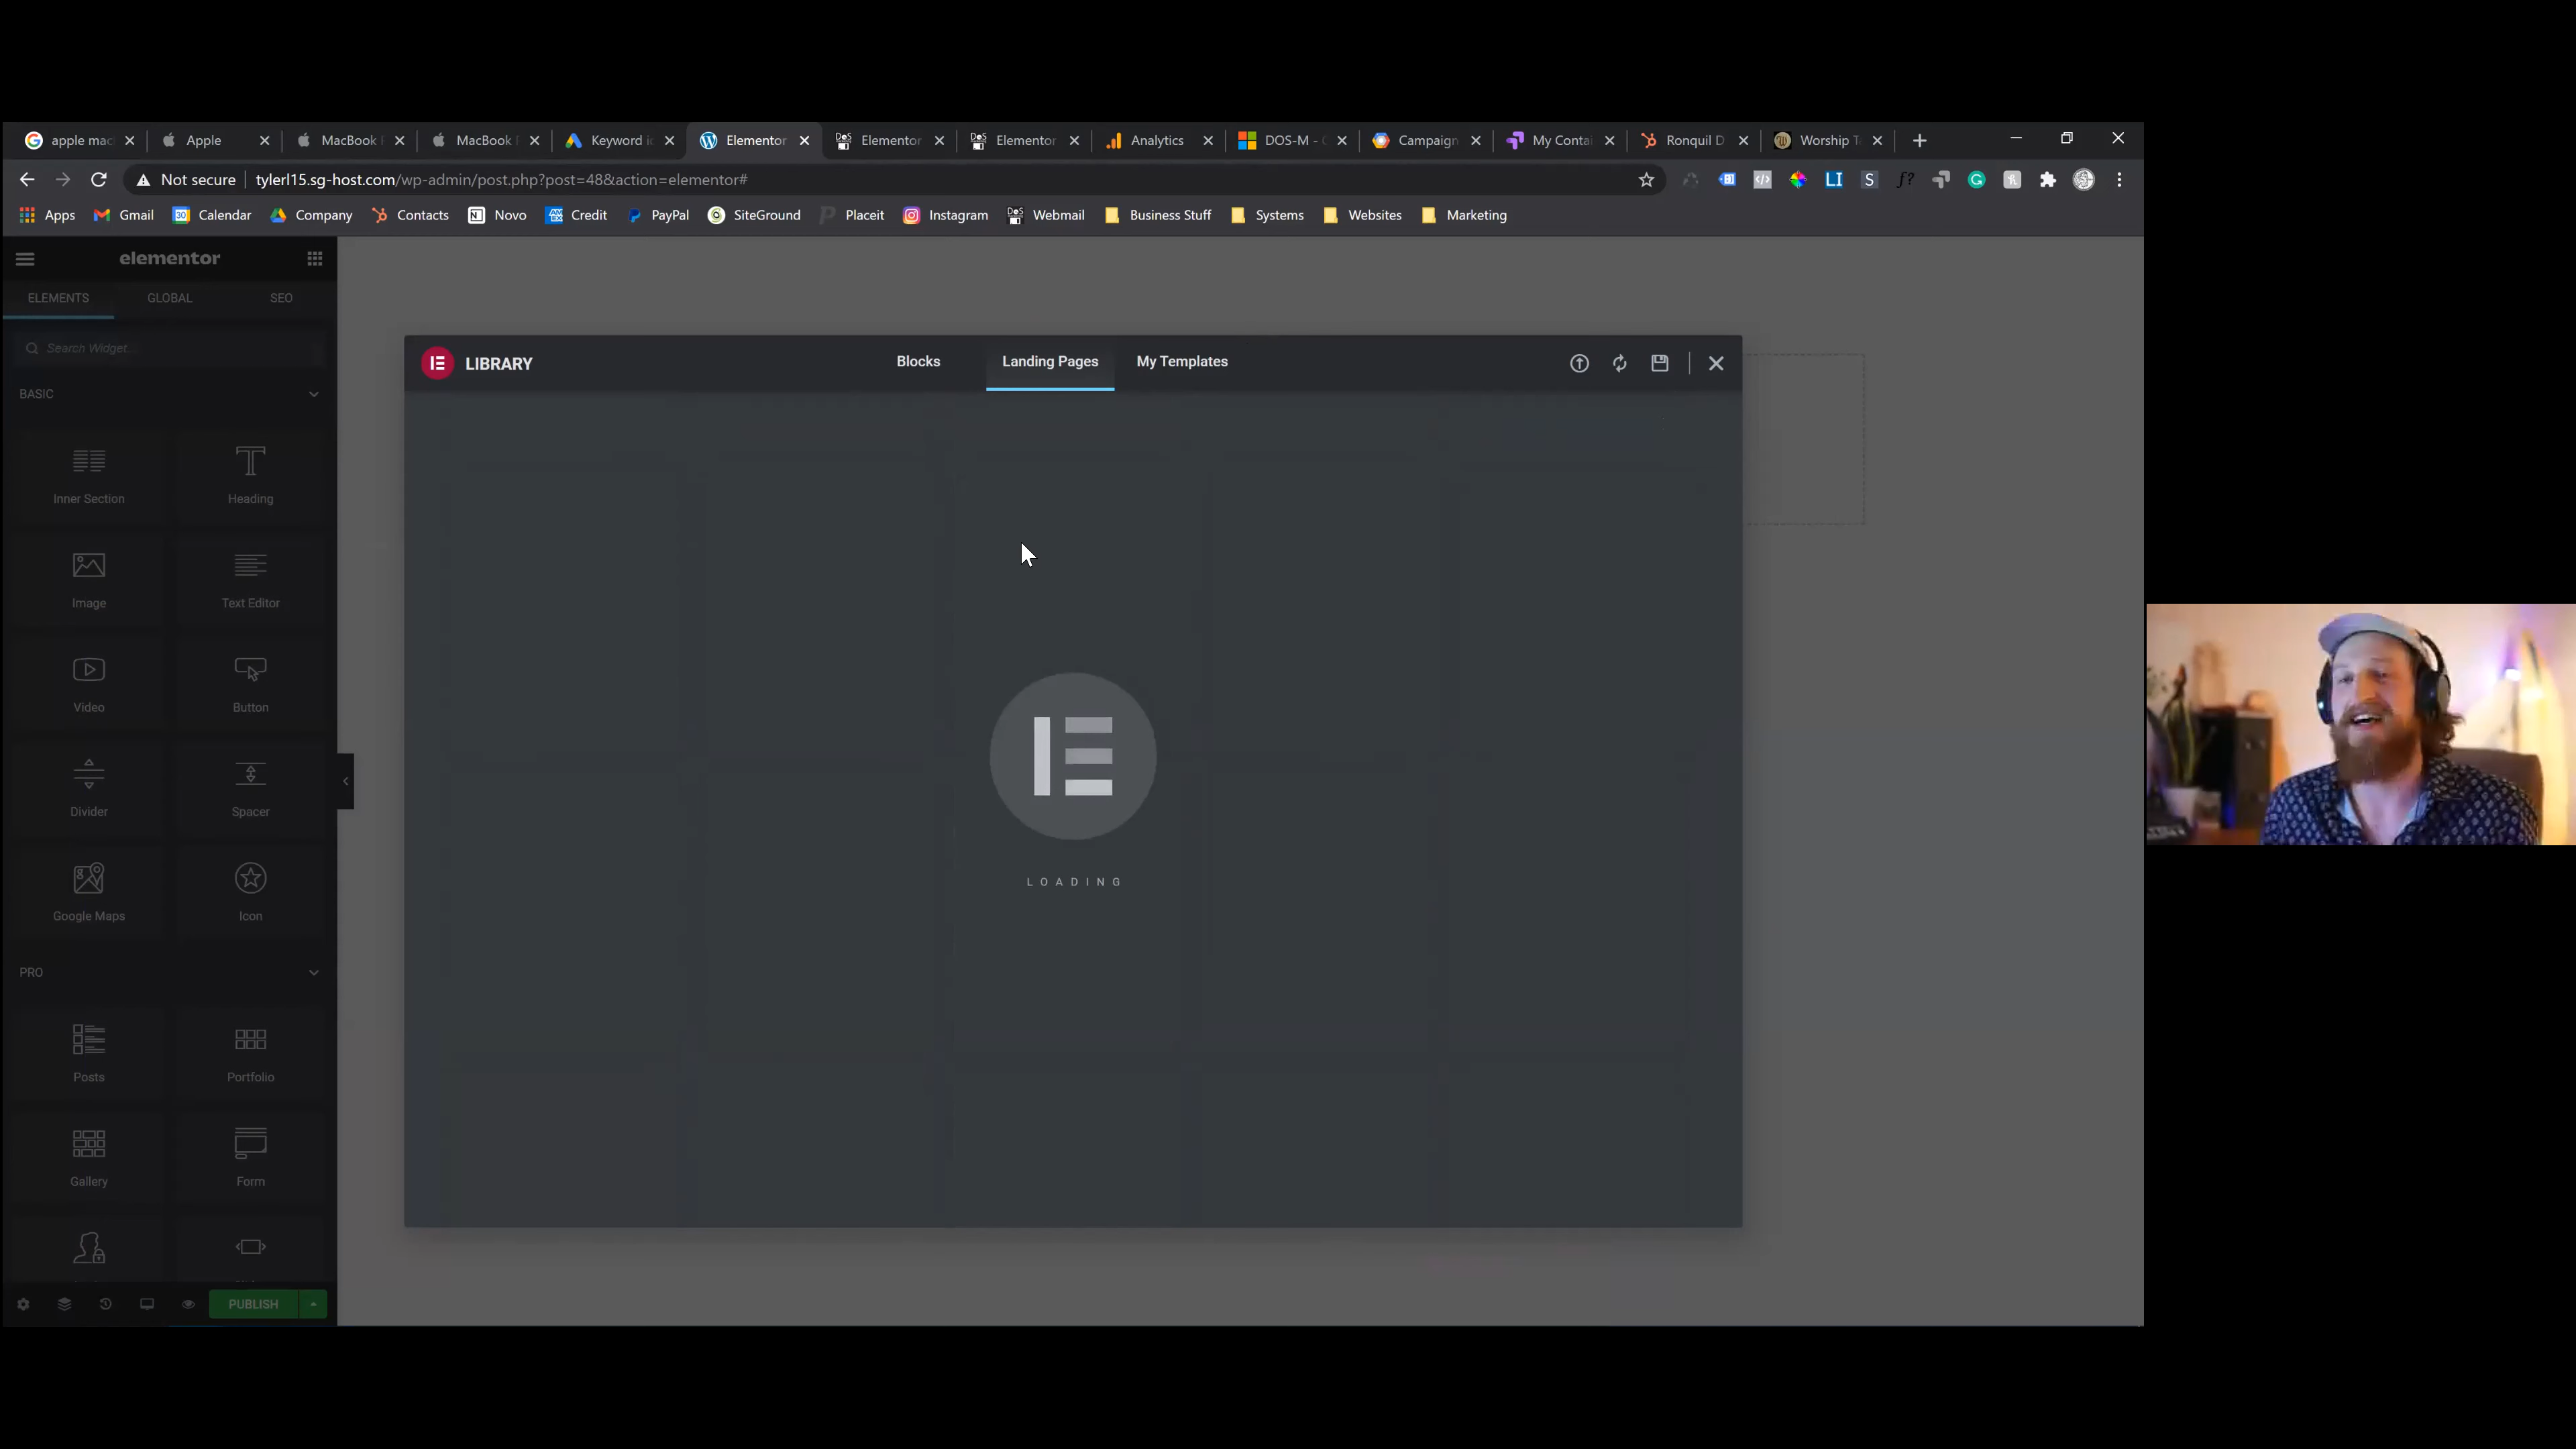 apple mac
Apple
MacBook
MacBook
Keyword
Elementor
Elementor
Elementor
Analytics
DOS-M -
Campaign
My Contai
Ronquil D
Worship
Not secure
tylerl15.sg-host.com/wp-admin/post.php?post=48&action=elementor#
Apps
Gmail
Calendar
Company
Contacts
Novo
Credit
PayPal
SiteGround
Placeit
Instagram
Webmail
Business Stuff
Systems
Websites
Marketing
elementor
ELEMENTS
GLOBAL
SEO
Search Widget...
BASIC
Inner Section
Heading
Image
Text Editor
Video
Button
Divider
Spacer
Google Maps
Icon
PRO
Posts
Portfolio
Gallery
Form
PUBLISH
LIBRARY
Blocks
Landing Pages
My Templates
LOADING